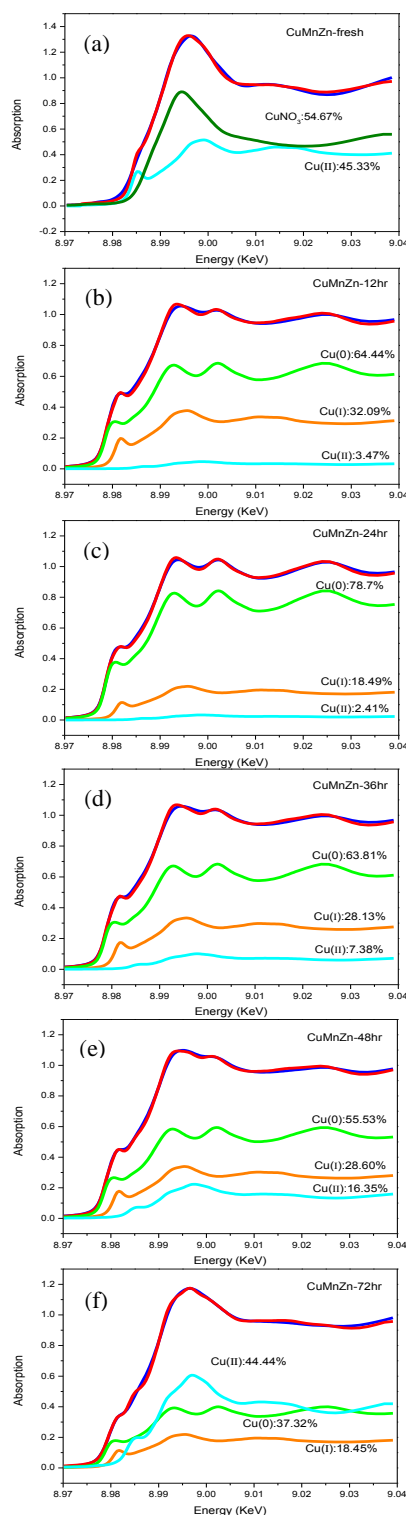 (a)
CuMnZn-fresh
CuNO3:54.67%
Cu(II):45.33%
Absorption
1.4
1.2
1.0
0.8
0.6
0.4
0.2
0.0
-0.2
8.97 8.98 8.99 9.00 9.01 9.02 9.03 9.04
Energy (KeV)
(b)
CuMnZn-12hr
Cu(0):64.44%
Cu(I):32.09%
Cu(II):3.47%
Absorption
1.2
1.0
0.8
0.6
0.4
0.2
0.0
8.97 8.98 8.99 9.00 9.01 9.02 9.03 9.04
Energy (KeV)
(c)
CuMnZn-24hr
Cu(0):78.7%
Cu(I):18.49%
Cu(II):2.41%
Absorption
1.2
1.0
0.8
0.6
0.4
0.2
0.0
8.97 8.98 8.99 9.00 9.01 9.02 9.03 9.04
Energy (KeV)
(d)
CuMnZn-36hr
Cu(0):63.81%
Cu(I):28.13%
Cu(II):7.38%
Absorption
1.2
1.0
0.8
0.6
0.4
0.2
0.0
8.97 8.98 8.99 9.00 9.01 9.02 9.03 9.04
Energy (KeV)
(e)
CuMnZn-48hr
Cu(0):55.53%
Cu(I):28.60%
Cu(II):16.35%
Absorption
1.2
1.0
0.8
0.6
0.4
0.2
0.0
8.97 8.98 8.99 9.00 9.01 9.02 9.03 9.04
Energy (KeV)
(f)
CuMnZn-72hr
Cu(II):44.44%
Cu(0):37.32%
Cu(I):18.45%
Absorption
1.2
1.0
0.8
0.6
0.4
0.2
0.0
8.97 8.98 8.99 9.00 9.01 9.02 9.03 9.04
Energy (KeV)